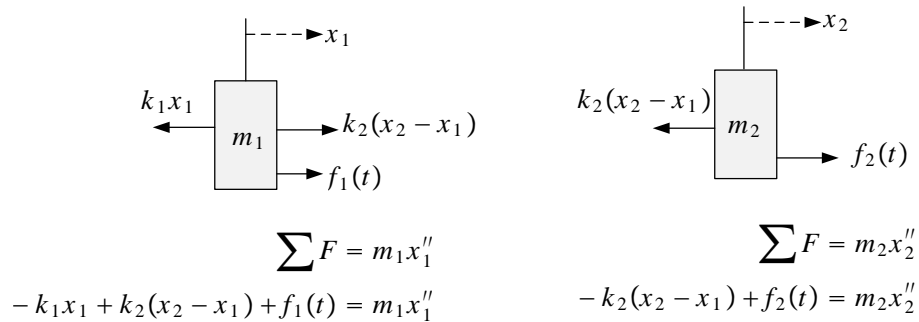 x₁
k₁x₁
m₁
k₂(x₂ − x₁)
f₁(t)
∑ F = m₁x₁″
− k₁x₁ + k₂(x₂ − x₁) + f₁(t) = m₁x₁″
x₂
k₂(x₂ − x₁)
m₂
f₂(t)
∑ F = m₂x₂″
− k₂(x₂ − x₁) + f₂(t) = m₂x₂″